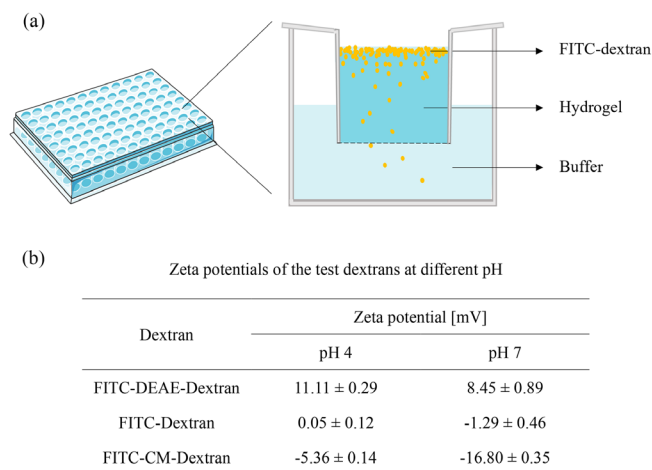 (a)
FITC-dextran
Hydrogel
Buffer
(b)
Zeta potentials of the test dextrans at different pH
Dextran
Zeta potential [mV]
pH 4 pH 7
FITC-DEAE-Dextran 11.11 ± 0.29 8.45 ± 0.89
FITC-Dextran 0.05 ± 0.12 -1.29 ± 0.46
FITC-CM-Dextran -5.36 ± 0.14 -16.80 ± 0.35